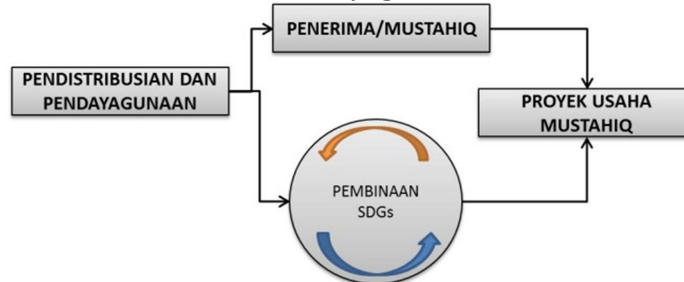 PENERIMA/MUSTAHIQ
PENDISTRIBUSIAN DAN
PENDAYAGUNAAN
PROYEK USAHA
MUSTAHIQ
PEMBINAAN
SDGs